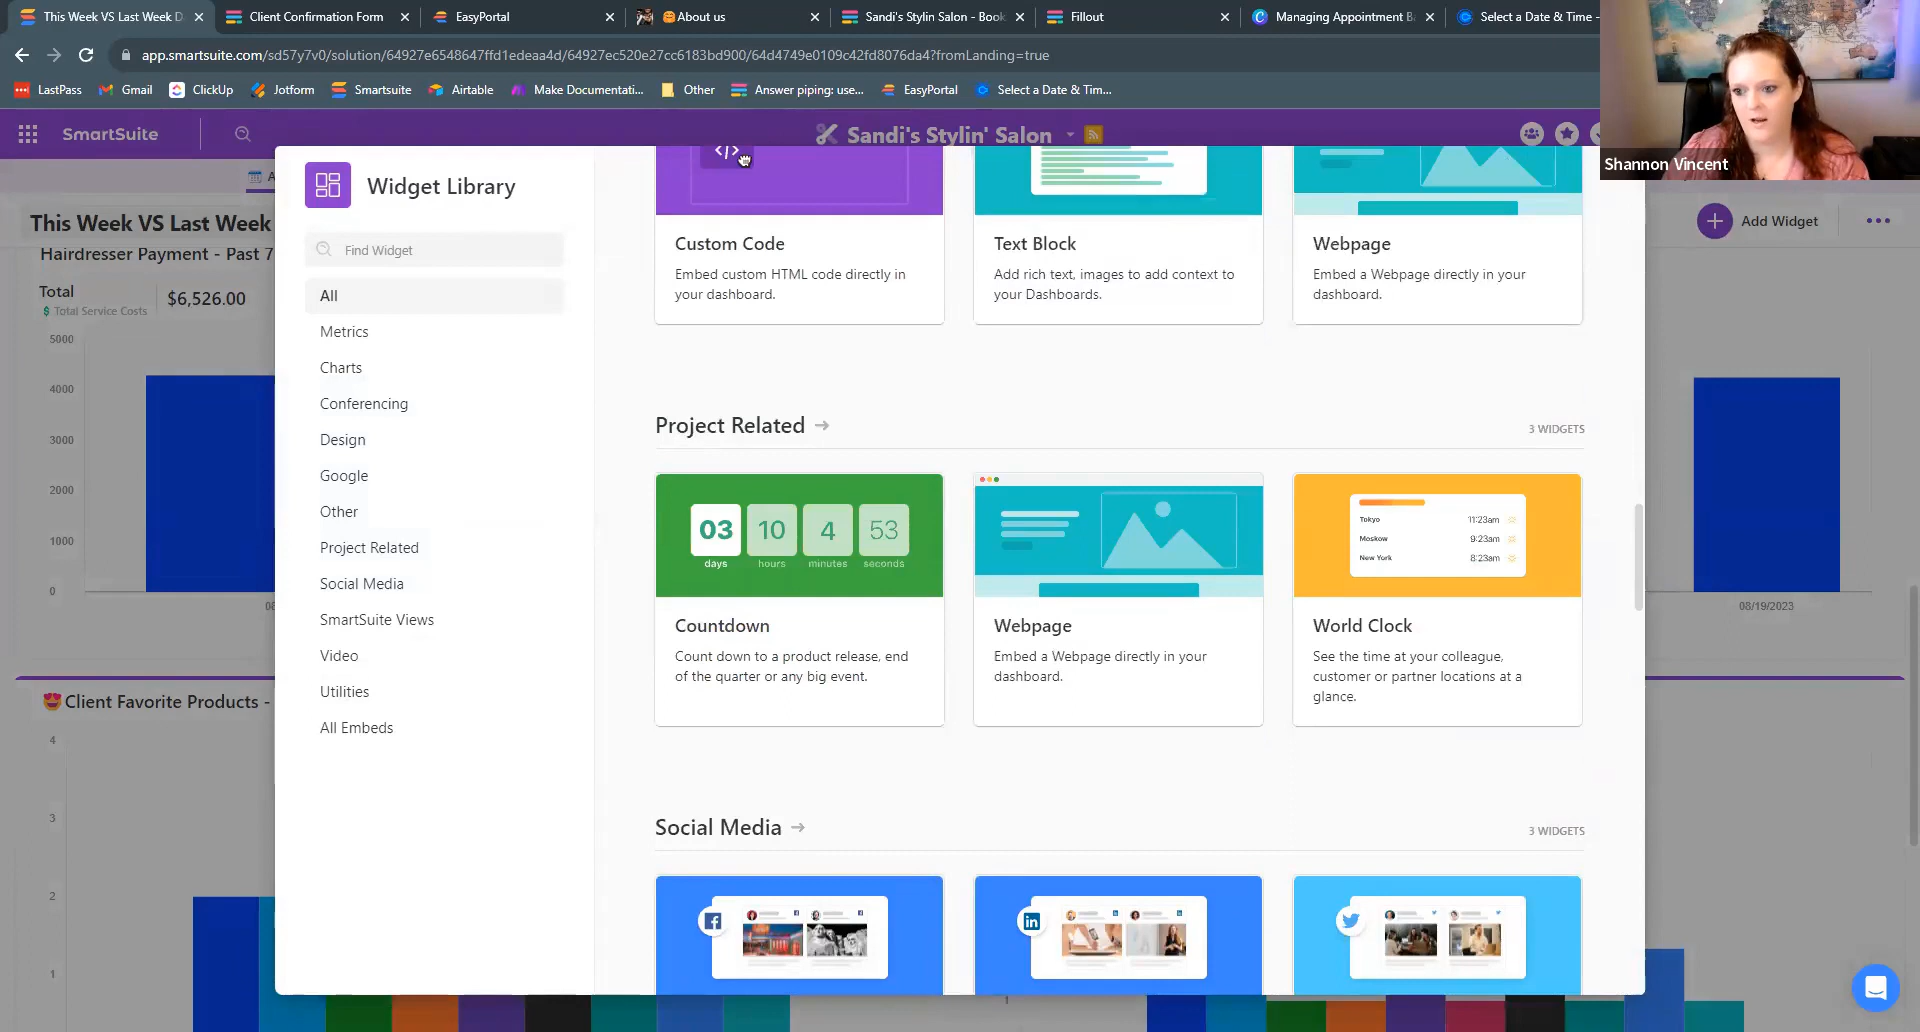 This Week VS Last Week D
Client Confirmation Form
EasyPortal
About us
Sandi's Stylin Salon - Book
Fillout
Managing Appointment B
Select a Date & Time -
app.smartsuite.com/sd57y7v0/solution/64927e6548647ffd1edeaa4d/64927ec520e27cc6183bd900/64d4749e0109c42fd8076da4?fromLanding=true
LastPass
Gmail
ClickUp
Jotform
Smartsuite
Airtable
Make Documentati...
Other
Answer piping: use...
EasyPortal
Select a Date & Tim...
SmartSuite
Sandi's Stylin' Salon
Shannon Vincent
This Week VS Last Week
Add Widget
Hairdresser Payment - Past 7
Total
$6,526.00
$ Total Service Costs
5000
4000
3000
2000
1000
0
08/19/2023
Client Favorite Products -
4
3
2
1
1
Widget Library
Find Widget
All
Metrics
Charts
Conferencing
Design
Google
Other
Project Related
Social Media
SmartSuite Views
Video
Utilities
All Embeds
</>
Custom Code
Embed custom HTML code directly in
your dashboard.
Text Block
Add rich text, images to add context to
your Dashboards.
Webpage
Embed a Webpage directly in your
dashboard.
Project Related
3 WIDGETS
03 10 4 53
days hours minutes seconds
Countdown
Count down to a product release, end
of the quarter or any big event.
Webpage
Embed a Webpage directly in your
dashboard.
Tokyo 11:23am
Moskow 9:23am
New York 8:23am
World Clock
See the time at your colleague,
customer or partner locations at a
glance.
Social Media
3 WIDGETS